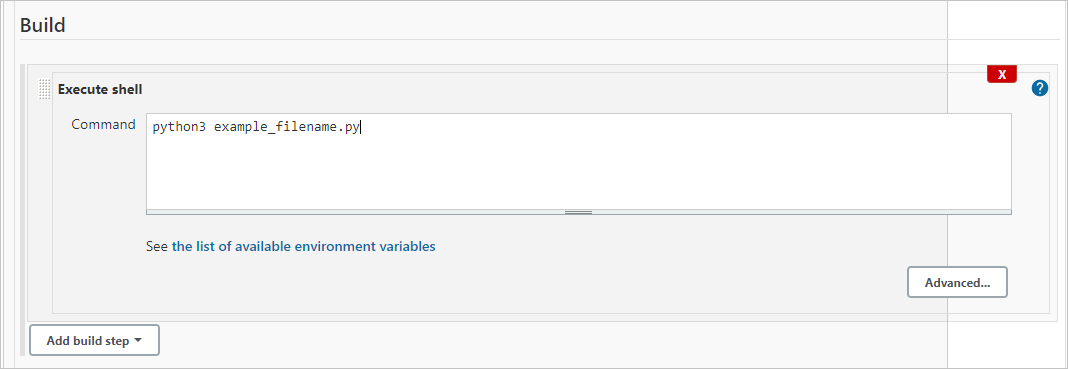 Build
X
Execute shell
?
Command
python3 example_filename.py
See the list of available environment variables
Advanced...
Add build step